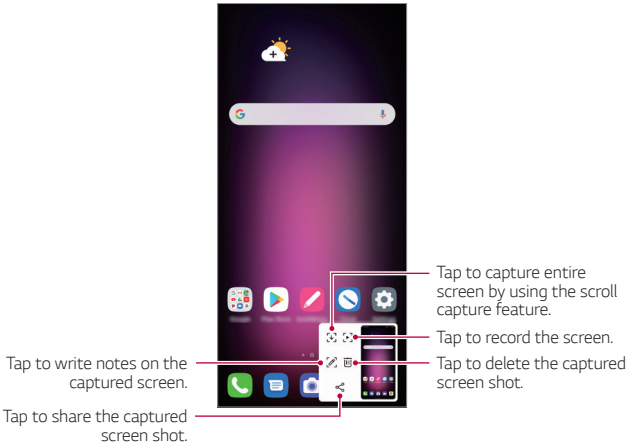 Tap to capture entire
screen by using the scroll
capture feature.
Tap to record the screen.
Tap to write notes on the
captured screen.
Tap to delete the captured
screen shot.
Tap to share the captured
screen shot.